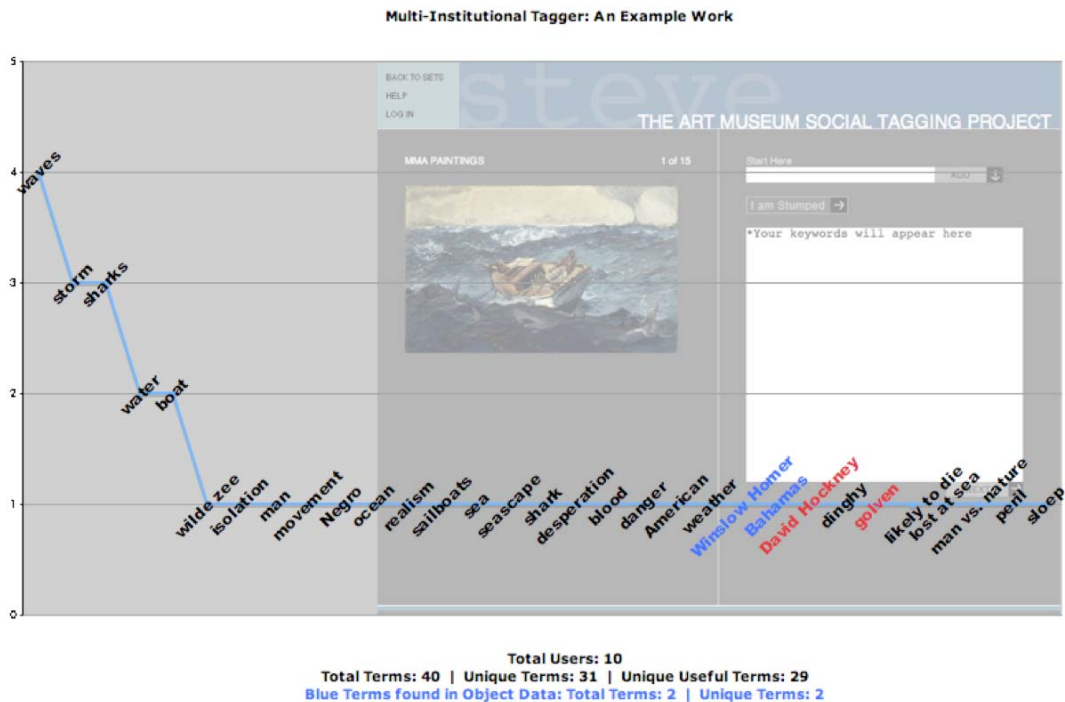 Multi-Institutional Tagger: An Example Work
5
4
3
2
1
0
BACK TO SETS
HELP
LOG IN
steve
THE ART MUSEUM SOCIAL TAGGING PROJECT
MMA PAINTINGS
1 of 15
Start Here
ADD
I am Stumped
*Your keywords will appear here
waves
storm
sharks
water
boat
wilde zee
isolation
man
movement
Negro
ocean
realism
sailboats
sea
seascape
shark
desperation
blood
danger
American
weather
Winslow Homer
Bahamas
David Hockney
dinghy
golven
likely to die
lost at sea
man vs. nature
peril
sloep
Total Users: 10
Total Terms: 40 | Unique Terms: 31 | Unique Useful Terms: 29
Blue Terms found in Object Data: Total Terms: 2 | Unique Terms: 2